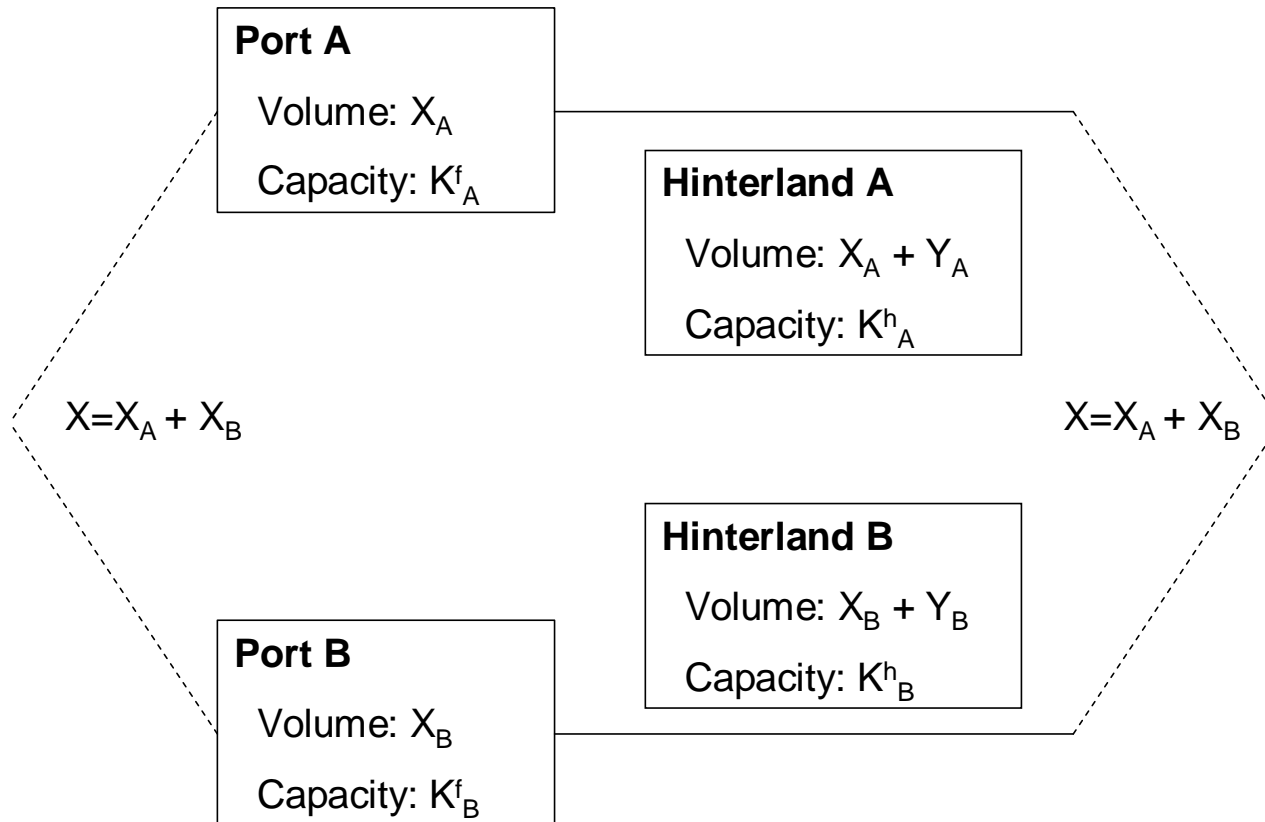 Port A
Volume: X_A
Capacity: K^f_A
Hinterland A
Volume: X_A + Y_A
Capacity: K^h_A
X=X_A + X_B
X=X_A + X_B
Hinterland B
Volume: X_B + Y_B
Capacity: K^h_B
Port B
Volume: X_B
Capacity: K^f_B